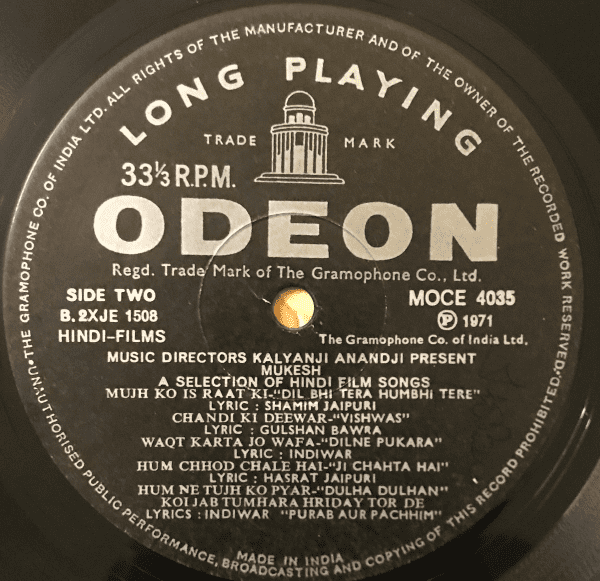 UNAUTHORISED PUBLIC PERFORMANCE, BROADCASTING AND COPYING OF THIS RECORD PROHIBITED.
THE GRAMOPHONE CO. OF INDIA LTD. ALL RIGHTS OF THE MANUFACTURER AND OF THE OWNER OF THE RECORDED WORK RESERVED.
LONG PLAYING
TRADE MARK
33⅓ R.P.M.
ODEON
Regd. Trade Mark of The Gramophone Co., Ltd.
SIDE TWO MOCE 4035
B. 2XJE 1508 Ⓟ 1971
HINDI-FILMS The Gramophone Co. of India Ltd.
MUSIC DIRECTORS KALYANJI ANANDJI PRESENT
MUKESH
A SELECTION OF HINDI FILM SONGS
MUJH KO IS RAAT KI-"DIL BHI TERA HUMBHI TERE"
LYRIC : SHAMIM JAIPURI
CHANDI KI DEEWAR-"VISHWAS"
LYRIC : GULSHAN BAWRA
WAQT KARTA JO WAFA-"DILNE PUKARA"
LYRIC : INDIWAR
HUM CHHOD CHALE HAI-"JI CHAHTA HAI"
LYRIC : HASRAT JAIPURI
HUM NE TUJH KO PYAR-"DULHA DULHAN"
KOI JAB TUMHARA HRIDAY TOR DE
LYRICS : INDIWAR "PURAB AUR PACHHIM"
MADE IN INDIA